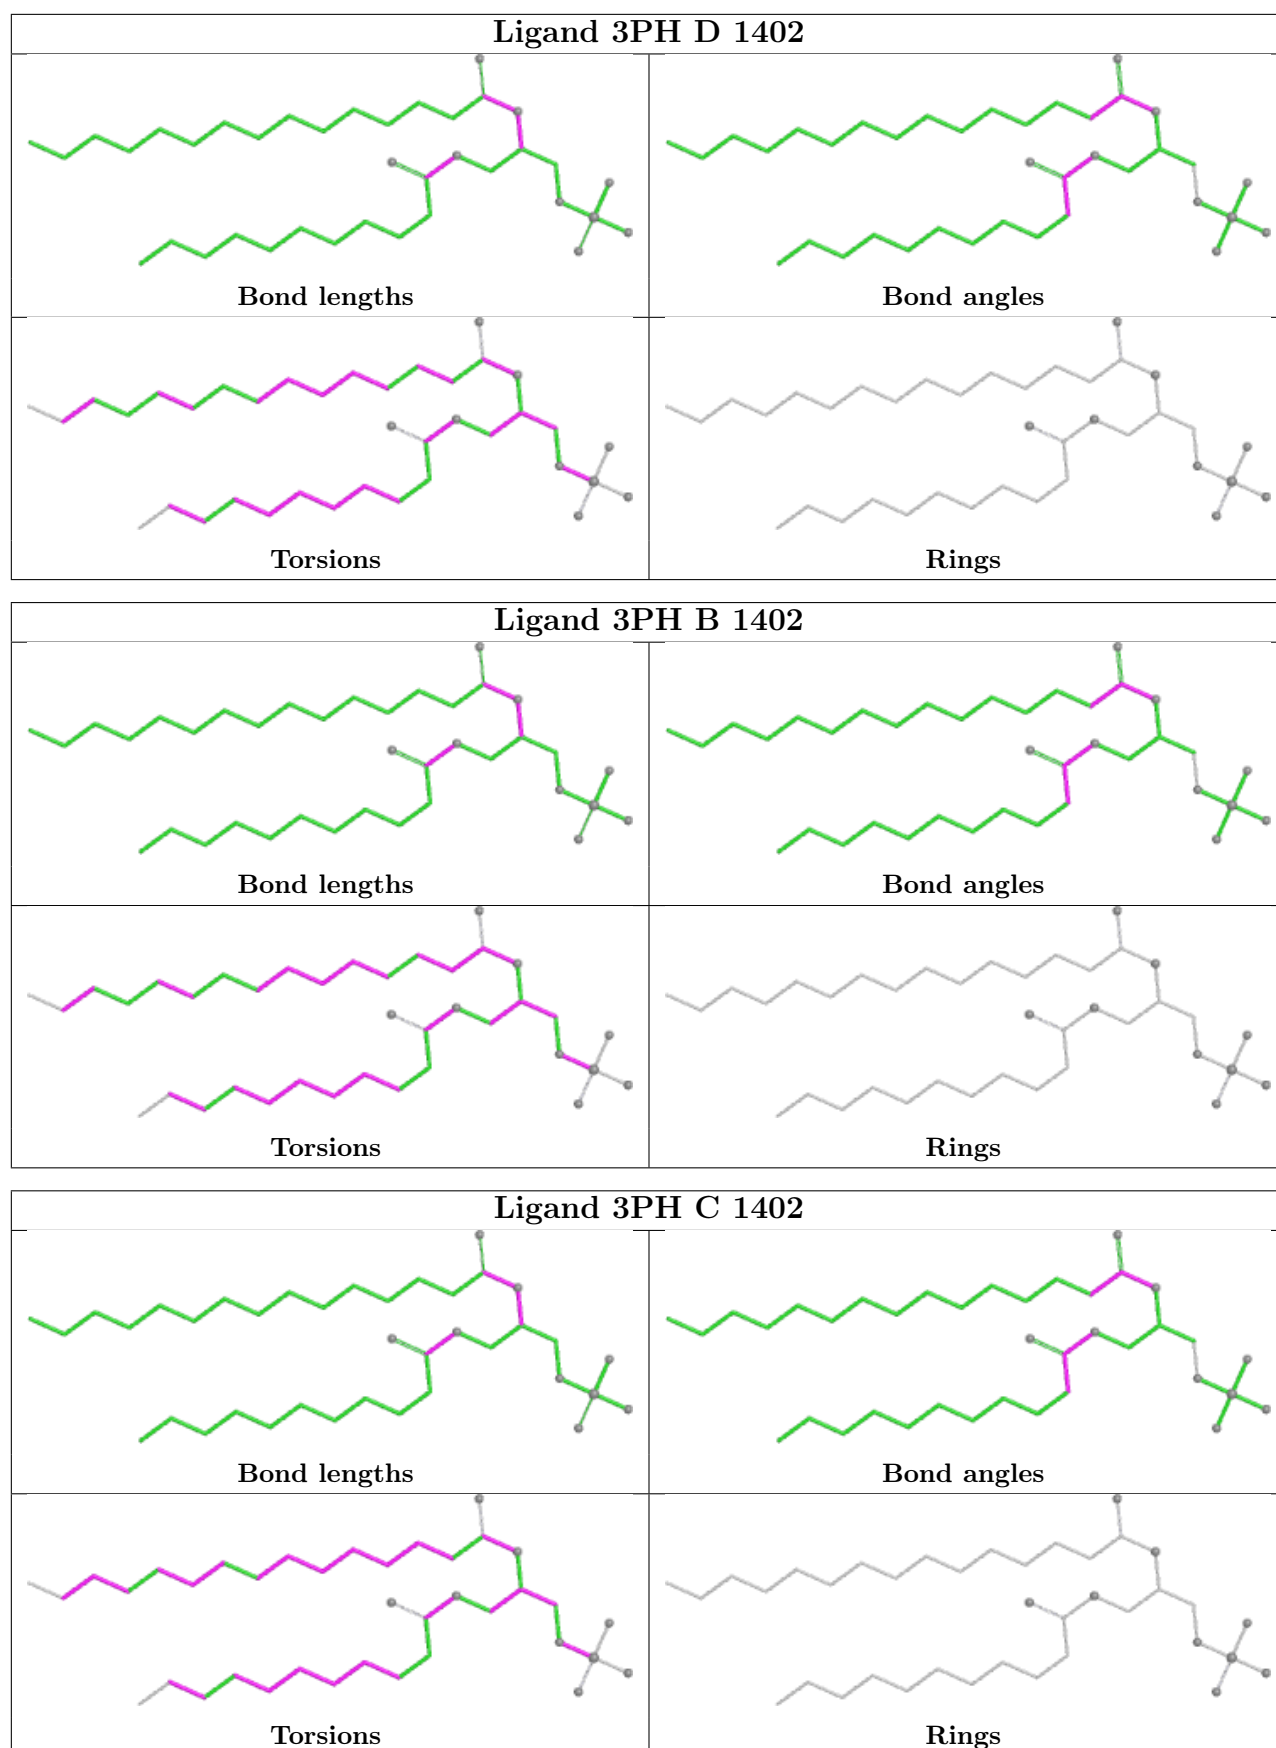 Ligand 3PH D 1402
Bond lengths
Bond angles
Torsions
Rings
Ligand 3PH B 1402
Bond lengths
Bond angles
Torsions
Rings
Ligand 3PH C 1402
Bond lengths
Bond angles
Torsions
Rings